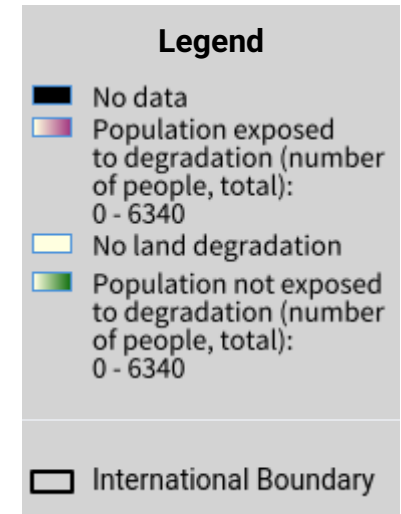 Legend
No data
Population exposed
to degradation (number
of people, total):
0 - 6340
No land degradation
Population not exposed
to degradation (number
of people, total):
0 - 6340
International Boundary